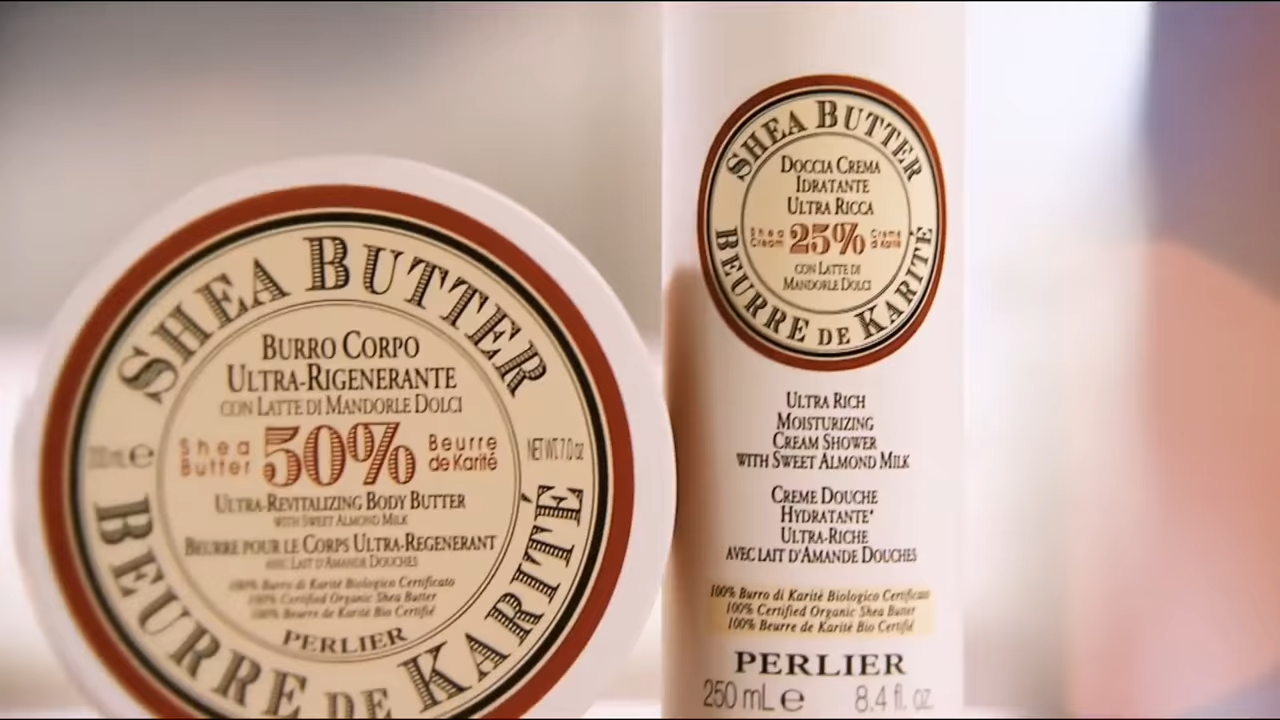 SHEA BUTTER
BURRO CORPO
ULTRA-RIGENERANTE
CON LATTE DI MANDORLE DOLCI
Shea Butter 50% Beurre de Karité
NET WT. 7.0 oz
ULTRA-REVITALIZING BODY BUTTER
WITH SWEET ALMOND MILK
BEURRE POUR LE CORPS ULTRA-REGENERANT
AVEC LAIT D'AMANDE DOUCHES
100% Burro di Karité Biologico Certificato
100% Certified Organic Shea Butter
100% Beurre de Karité Bio Certifié
PERLIER
BEURRE DE KARITÉ
SHEA BUTTER
DOCCIA CREMA
IDRATANTE
ULTRA RICCA
Shea Cream 25% Creme di Karité
CON LATTE DI
MANDORLE DOLCI
BEURRE DE KARITÉ
ULTRA RICH
MOISTURIZING
CREAM SHOWER
WITH SWEET ALMOND MILK
CREME DOUCHE
HYDRATANTE*
ULTRA-RICHE
AVEC LAIT D'AMANDE DOUCHES
100% Burro di Karité Biologico Certificato
100% Certified Organic Shea Butter
100% Beurre de Karité Bio Certifié
PERLIER
250 mL e 8.4 fl. oz.